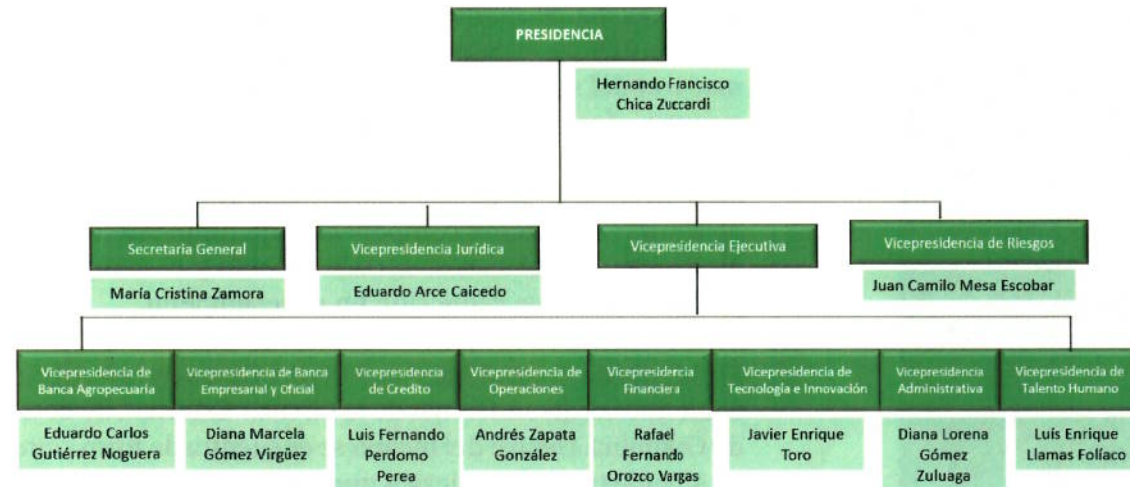 PRESIDENCIA
Hernando Francisco
Chica Zuccardi
Secretaria General
Vicepresidencia Jurídica
Vicepresidencia Ejecutiva
Vicepresidencia de Riesgos
María Cristina Zamora
Eduardo Arce Caicedo
Juan Camilo Mesa Escobar
Vicepresidencia de
Banca Agropecuaria
Vicepresidencia de Banca
Empresarial y Oficial
Vicepresidencia
de Credito
Vicepresidencia de
Operaciones
Vicepresidencia
Financiera
Vicepresidencia de
Tecnología e Innovación
Vicepresidencia
Administrativa
Vicepresidencia de
Talento Humano
Eduardo Carlos
Gutiérrez Noguera
Diana Marcela
Gómez Virgüez
Luis Fernando
Perdomo
Perea
Andrés Zapata
González
Rafael
Fernando
Orozco Vargas
Javier Enrique
Toro
Diana Lorena
Gómez
Zuluaga
Luís Enrique
Llamas Folíaco